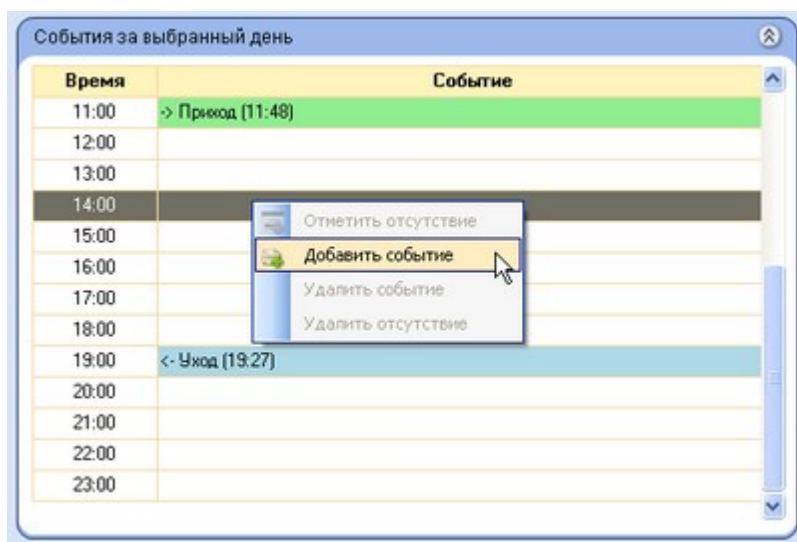 События за выбранный день
Время Событие
11:00 -> Приход (11:48)
12:00
13:00
14:00
Отметить отсутствие
15:00
Добавить событие
16:00
Удалить событие
17:00
18:00 Удалить отсутствие
19:00 <- Уход (19:27)
20:00
21:00
22:00
23:00